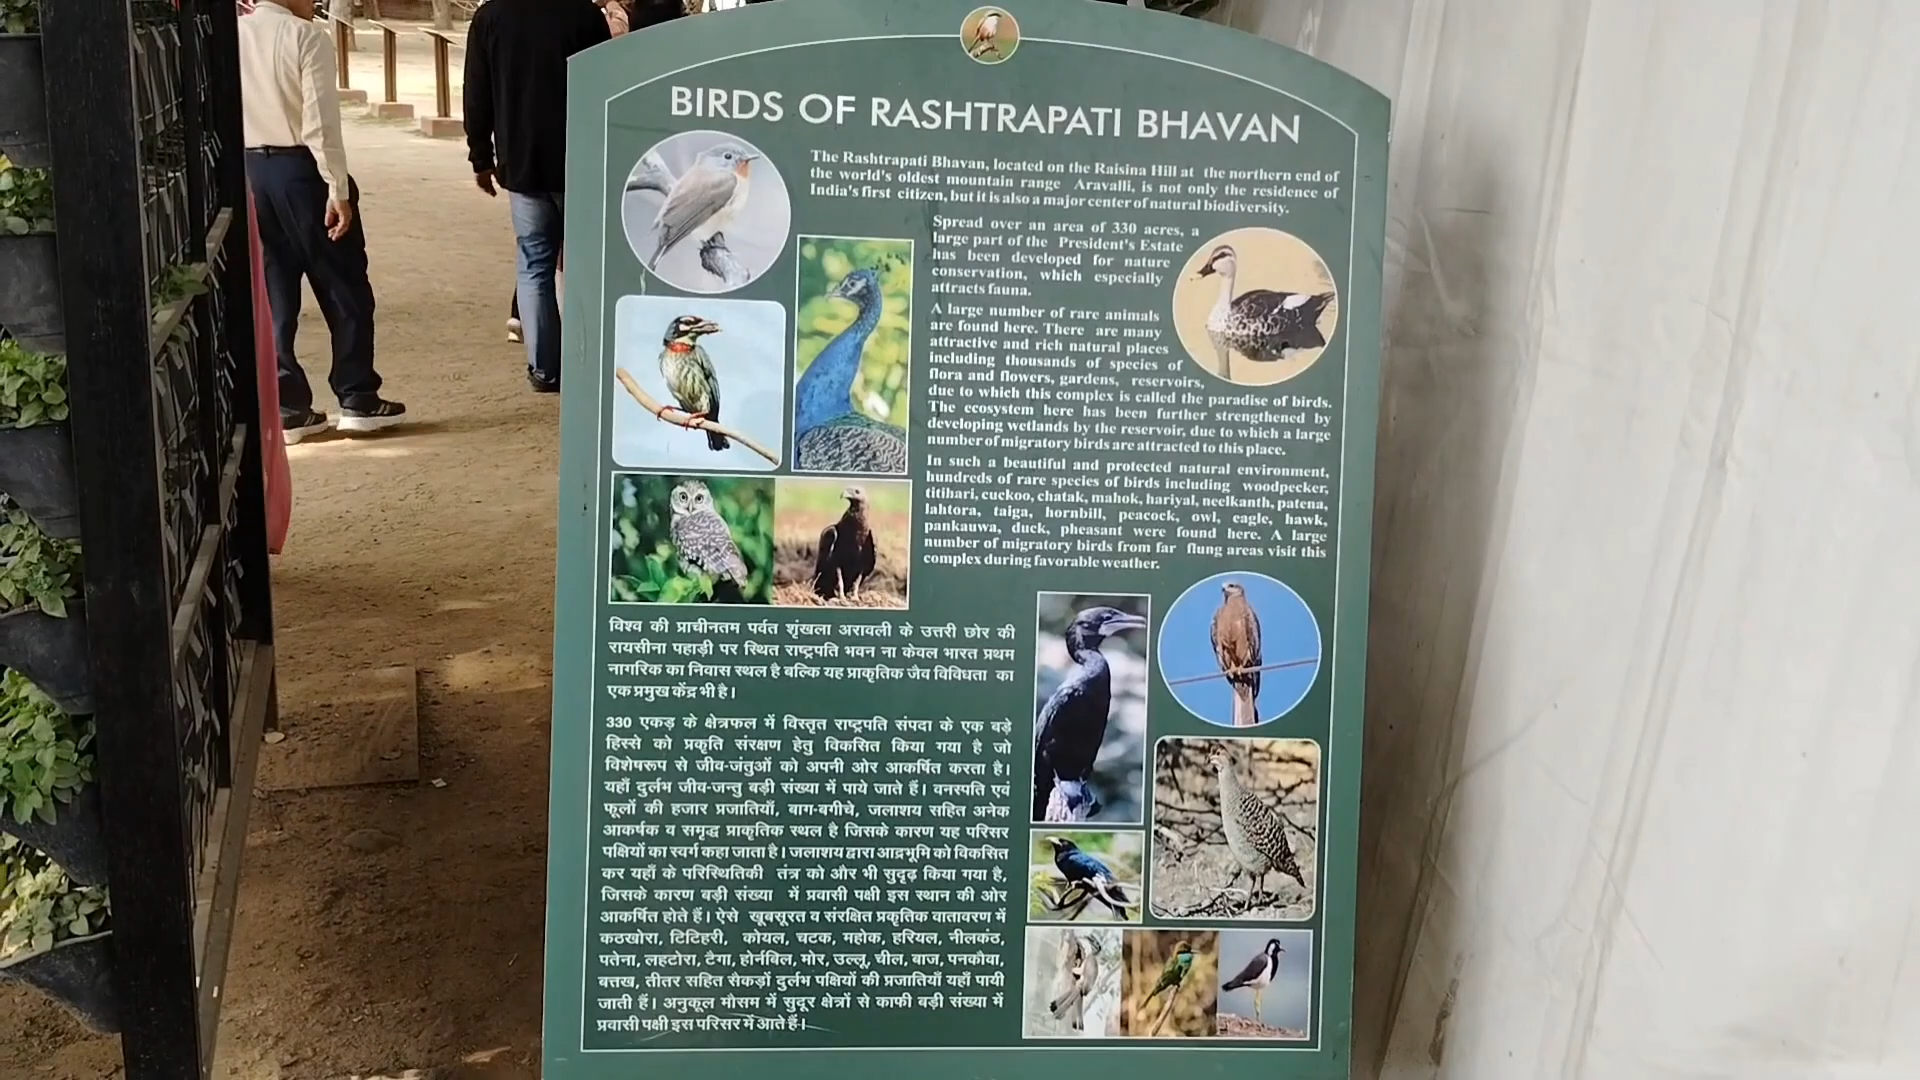 BIRDS OF RASHTRAPATI BHAVAN
The Rashtrapati Bhavan, located on the Raisina Hill at the northern end of
the world's oldest mountain range Aravalli, is not only the residence of
India's first citizen, but it is also a major center of natural biodiversity.
Spread over an area of 330 acres, a
large part of the President's Estate
has been developed for nature
conservation, which especially
attracts fauna.
A large number of rare animals
are found here. There are many
attractive and rich natural places
including thousands of species of
flora and flowers, gardens, reservoirs,
due to which this complex is called the paradise of birds.
The ecosystem here has been further strengthened by
developing wetlands by the reservoir, due to which a large
number of migratory birds are attracted to this place.
In such a beautiful and protected natural environment,
hundreds of rare species of birds including woodpecker,
titihari, cuckoo, chatak, mahok, hariyal, neelkanth, patena,
lahtora, taiga, hornbill, peacock, owl, eagle, hawk,
pankauwa, duck, pheasant were found here. A large
number of migratory birds from far flung areas visit this
complex during favorable weather.
विश्व की प्राचीनतम पर्वत शृंखला अरावली के उत्तरी छोर की
रायसीना पहाड़ी पर स्थित राष्ट्रपति भवन ना केवल भारत प्रथम
नागरिक का निवास स्थल है बल्कि यह प्राकृतिक जैव विविधता का
एक प्रमुख केंद्र भी है।
330 एकड़ के क्षेत्रफल में विस्तृत राष्ट्रपति संपदा के एक बड़े
हिस्से को प्रकृति संरक्षण हेतु विकसित किया गया है जो
विशेषरूप से जीव-जंतुओं को अपनी ओर आकर्षित करता है।
यहाँ दुर्लभ जीव-जन्तु बड़ी संख्या में पाये जाते हैं। वनस्पति एवं
फूलों की हजार प्रजातियाँ, बाग-बगीचे, जलाशय सहित अनेक
आकर्षक व समृद्ध प्राकृतिक स्थल है जिसके कारण यह परिसर
पक्षियों का स्वर्ग कहा जाता है। जलाशय द्वारा आद्रभूमि को विकसित
कर यहाँ के परिस्थितिकी तंत्र को और भी सुदृढ़ किया गया है,
जिसके कारण बड़ी संख्या में प्रवासी पक्षी इस स्थान की ओर
आकर्षित होते हैं। ऐसे खूबसूरत व संरक्षित प्रकृतिक वातावरण में
कठखोरा, टिटिहरी, कोयल, चटक, महोक, हरियल, नीलकंठ,
पतेना, लहटोरा, टैगा, होर्नबिल, मोर, उल्लू, चील, बाज, पनकौवा,
बत्तख, तीतर सहित सैकड़ों दुर्लभ पक्षियों की प्रजातियाँ यहाँ पायी
जाती हैं। अनुकूल मौसम में सुदूर क्षेत्रों से काफी बड़ी संख्या में
प्रवासी पक्षी इस परिसर में आते हैं।